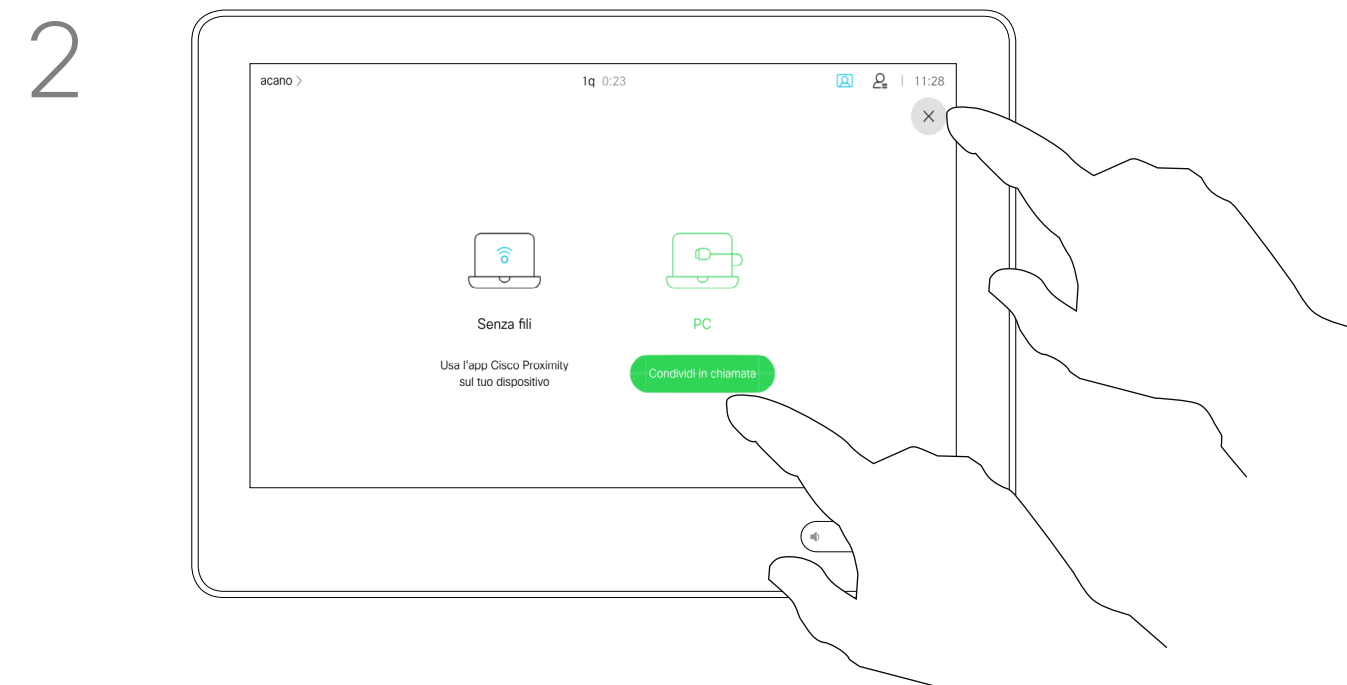 2
acano >
1q 0:23
11:28
Senza fili
PC
Usa l'app Cisco Proximity
sul tuo dispositivo
Condividi in chiamata